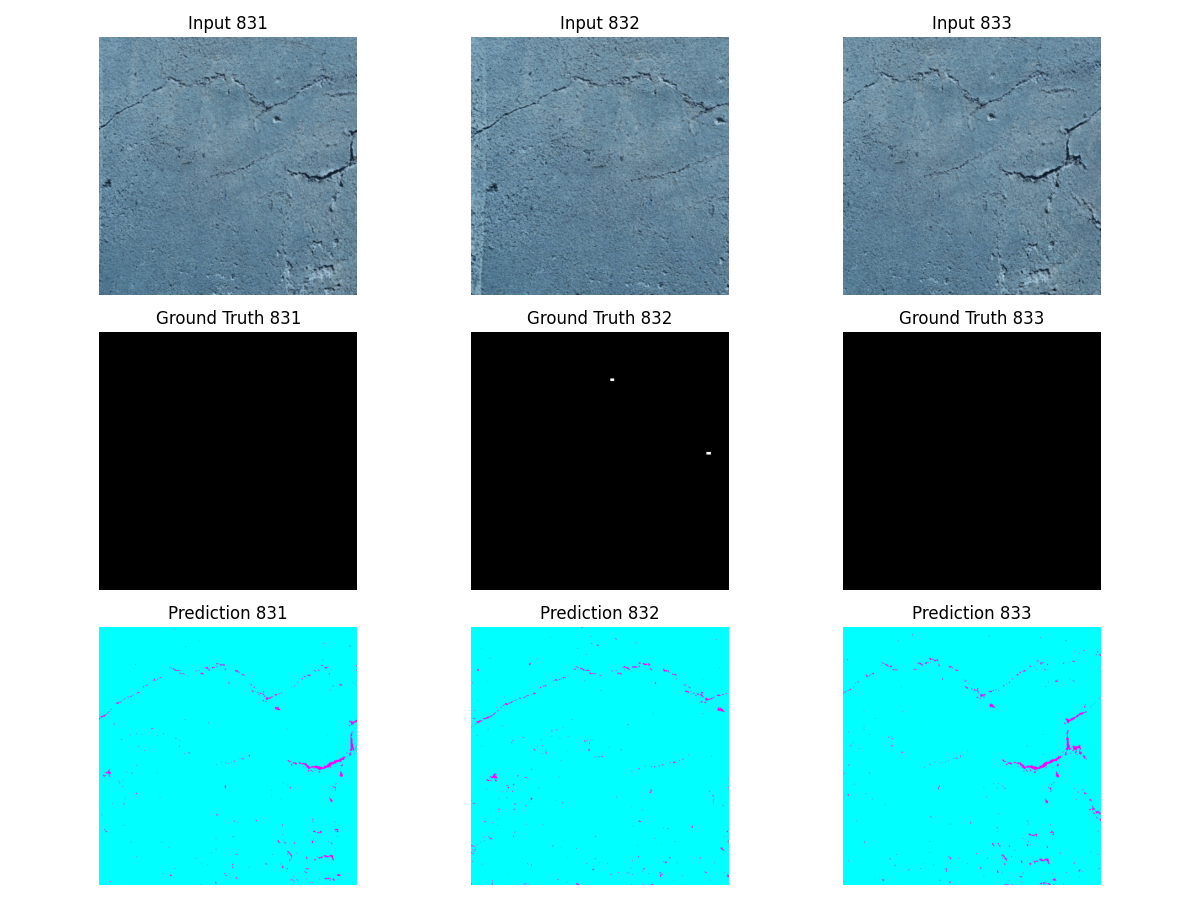 Input 831
Input 832
Input 833
Ground Truth 831
Ground Truth 832
Ground Truth 833
Prediction 831
Prediction 832
Prediction 833